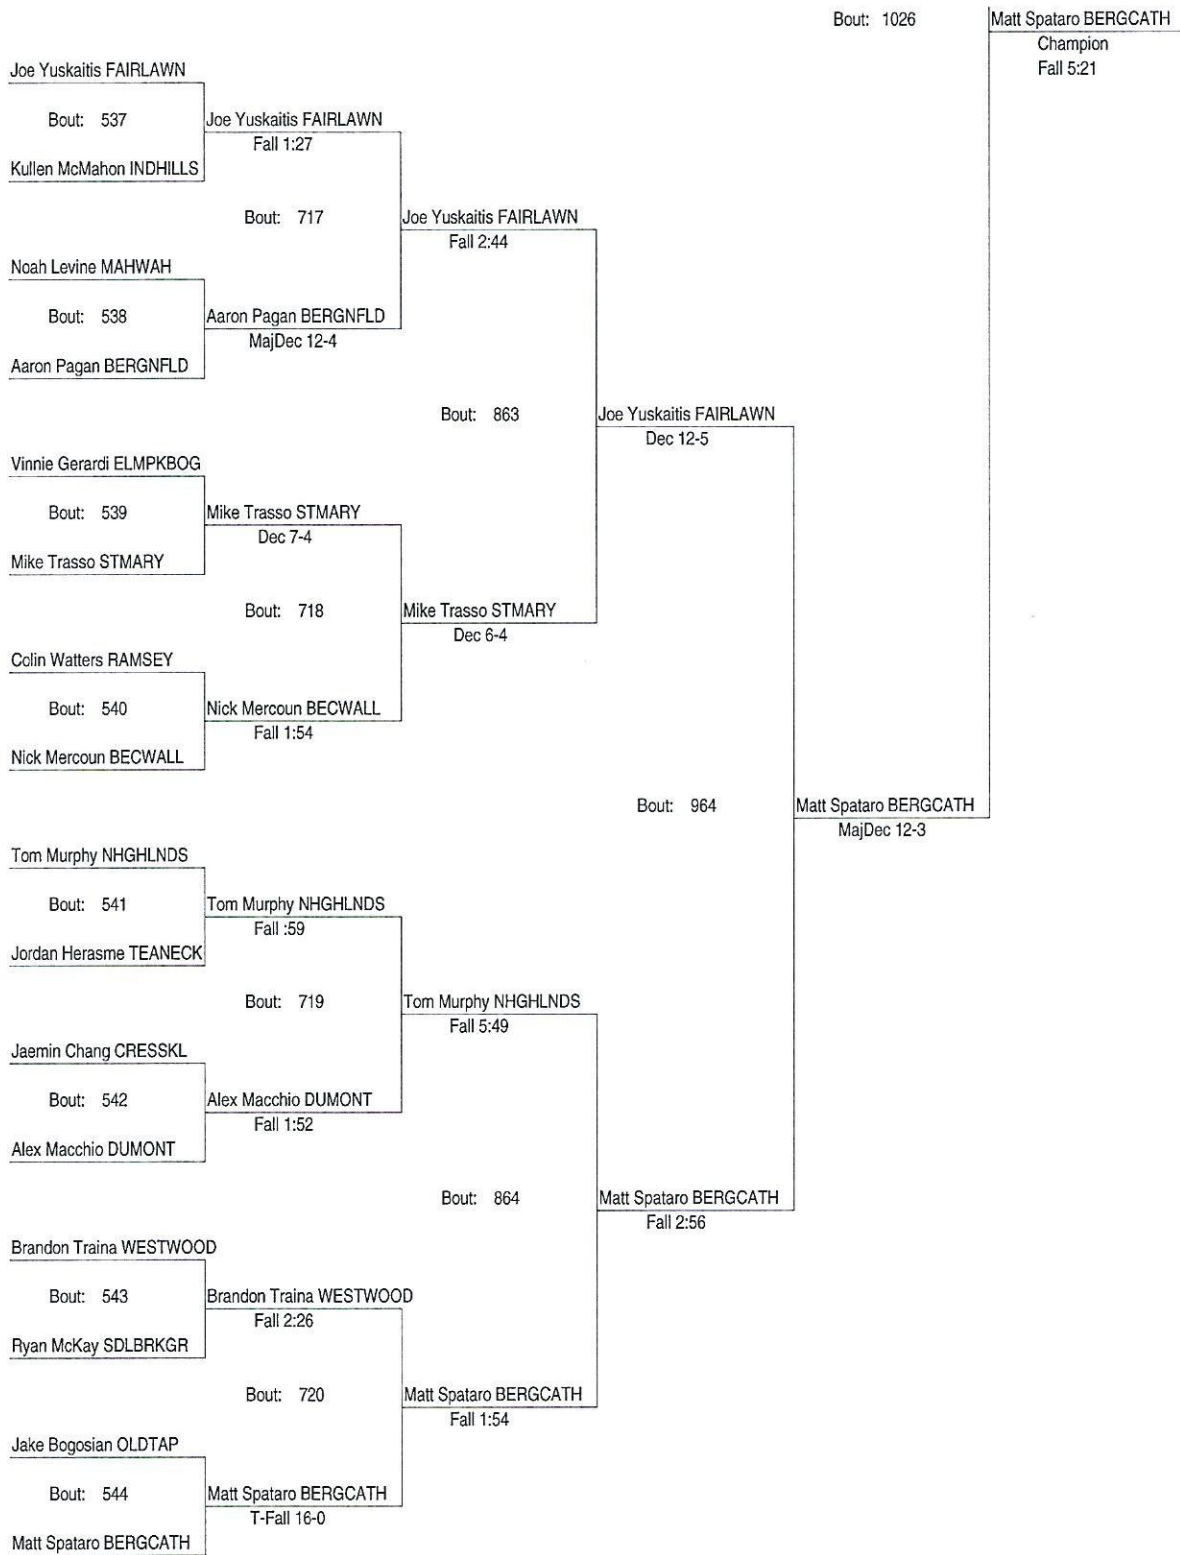 Bout: 1026
Matt Spataro BERGCATH
Champion
Fall 5:21
Joe Yuskaitis FAIRLAWN
Bout: 537
Joe Yuskaitis FAIRLAWN
Fall 1:27
Kullen McMahon INDHILLS
Bout: 717
Joe Yuskaitis FAIRLAWN
Fall 2:44
Noah Levine MAHWAH
Bout: 538
Aaron Pagan BERGNFLD
MajDec 12-4
Aaron Pagan BERGNFLD
Bout: 863
Joe Yuskaitis FAIRLAWN
Dec 12-5
Vinnie Gerardi ELMPKBOG
Bout: 539
Mike Trasso STMARY
Dec 7-4
Mike Trasso STMARY
Bout: 718
Mike Trasso STMARY
Dec 6-4
Colin Watters RAMSEY
Bout: 540
Nick Mercoun BECWALL
Fall 1:54
Nick Mercoun BECWALL
Bout: 964
Matt Spataro BERGCATH
MajDec 12-3
Tom Murphy NHGHLNDS
Bout: 541
Tom Murphy NHGHLNDS
Fall :59
Jordan Herasme TEANECK
Bout: 719
Tom Murphy NHGHLNDS
Fall 5:49
Jaemin Chang CRESSKL
Bout: 542
Alex Macchio DUMONT
Fall 1:52
Alex Macchio DUMONT
Bout: 864
Matt Spataro BERGCATH
Fall 2:56
Brandon Traina WESTWOOD
Bout: 543
Brandon Traina WESTWOOD
Fall 2:26
Ryan McKay SDLBRKGR
Bout: 720
Matt Spataro BERGCATH
Fall 1:54
Jake Bogosian OLDTAP
Bout: 544
Matt Spataro BERGCATH
T-Fall 16-0
Matt Spataro BERGCATH